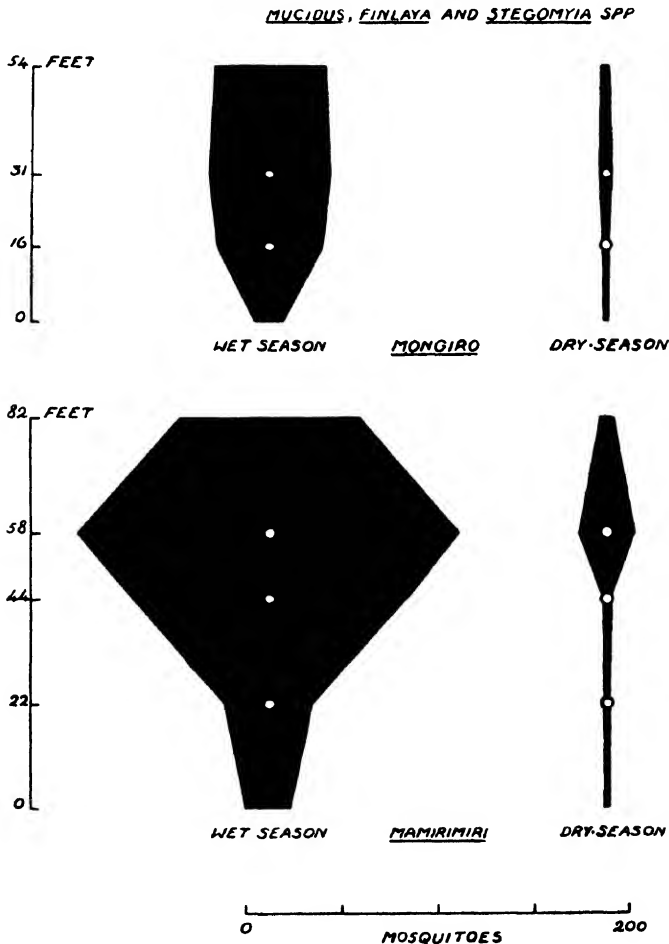 MUCIDUS, FINLAYA AND STEGOMYIA SPP
54 FEET
31
16
0
WET SEASON MONGIRO DRY-SEASON
82 FEET
58
44
22
0
WET SEASON MAMIRIMIRI DRY-SEASON
0 200
MOSQUITOES